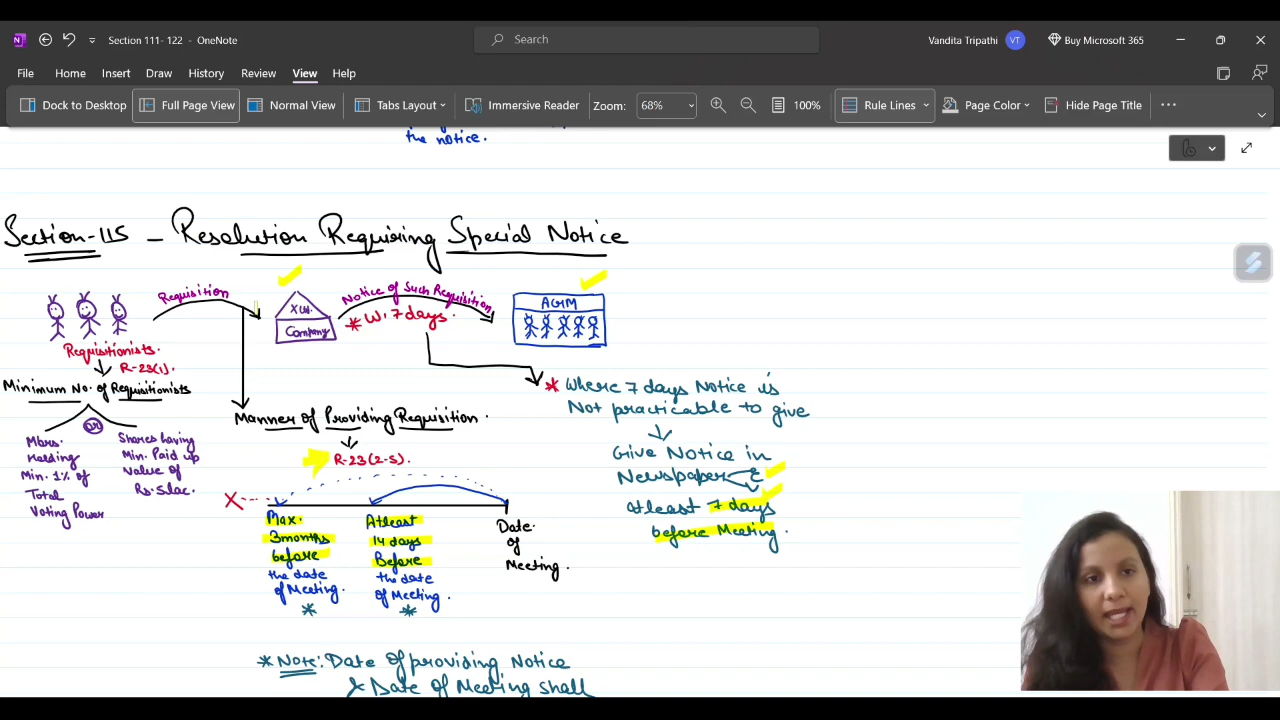 Section 111- 122 - OneNote
Search
Vandita Tripathi
VT
Buy Microsoft 365
File Home Insert Draw History Review View Help
Dock to Desktop Full Page View Normal View Tabs Layout Immersive Reader Zoom: 68% 100% Rule Lines Page Color Hide Page Title
the notice.
Section-115 - Resolution Requiring Special Notice
Requisition
Notice of Such Requisition
* W. 7 days.
Company
AGM
Requisitionists.
R-23(1).
Minimum No. of Requisitionists
OR
Mbrs.
Holding
Min. 1% of
Total
Voting Power
Shares having
Min. Paid up
Value of
Rs. 5 lac.
Manner of Providing Requisition.
R-23(2-5).
X
Max.
3 months
before
the date
of Meeting.
*
Atleast
14 days
Before
the date
of Meeting.
*
Date
of
Meeting.
* Where 7 days Notice is
Not practicable to give
Give Notice in
Newspaper E
Atleast 7 days
before Meeting.
* Note: Date of providing Notice
& Date of Meeting shall